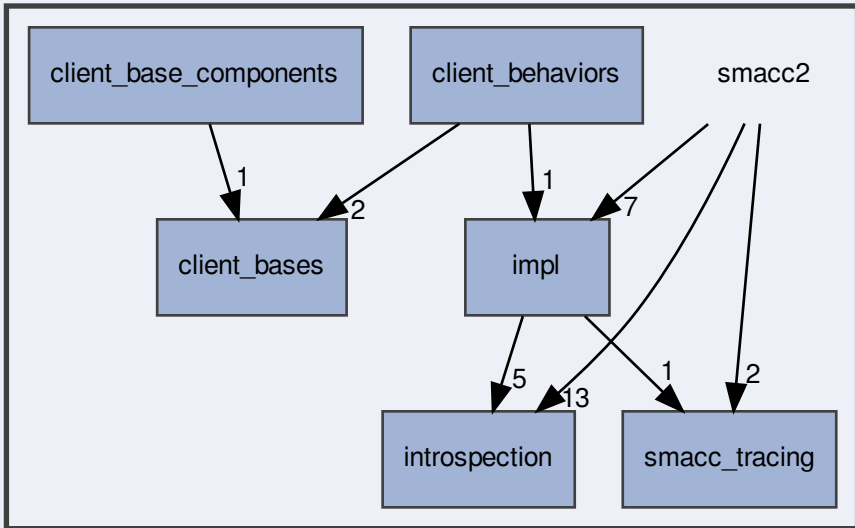 client_base_components
client_behaviors
smacc2
1
2
1
7
client_bases
impl
5
13
1
2
introspection
smacc_tracing